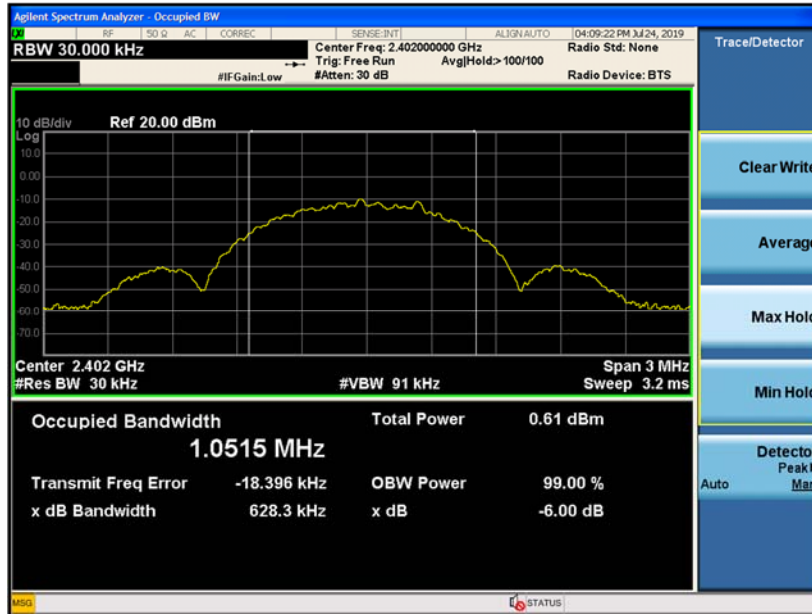 Agilent Spectrum Analyzer - Occupied BW
LXI RF 50 Ω AC CORREC SENSE:INT ALIGN AUTO 04:09:22 PM Jul 24, 2019
RBW 30.000 kHz Center Freq: 2.402000000 GHz Radio Std: None
Trig: Free Run Avg|Hold:> 100/100
#IFGain:Low #Atten: 30 dB Radio Device: BTS
Trace/Detector
10 dB/div Ref 20.00 dBm
Log
10.0
0.00
-10.0
-20.0
-30.0
-40.0
-50.0
-60.0
-70.0
Center 2.402 GHz Span 3 MHz
#Res BW 30 kHz #VBW 91 kHz Sweep 3.2 ms
Occupied Bandwidth Total Power 0.61 dBm
1.0515 MHz
Transmit Freq Error -18.396 kHz OBW Power 99.00 %
x dB Bandwidth 628.3 kHz x dB -6.00 dB
Clear Write
Average
Max Hold
Min Hold
Detecto
Peak
Auto Man
MSG STATUS